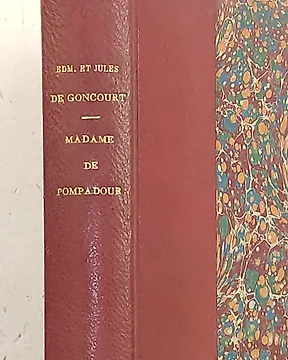 EDM. ET JULES
DE GONCOURT
MADAME
DE
POMPADOUR